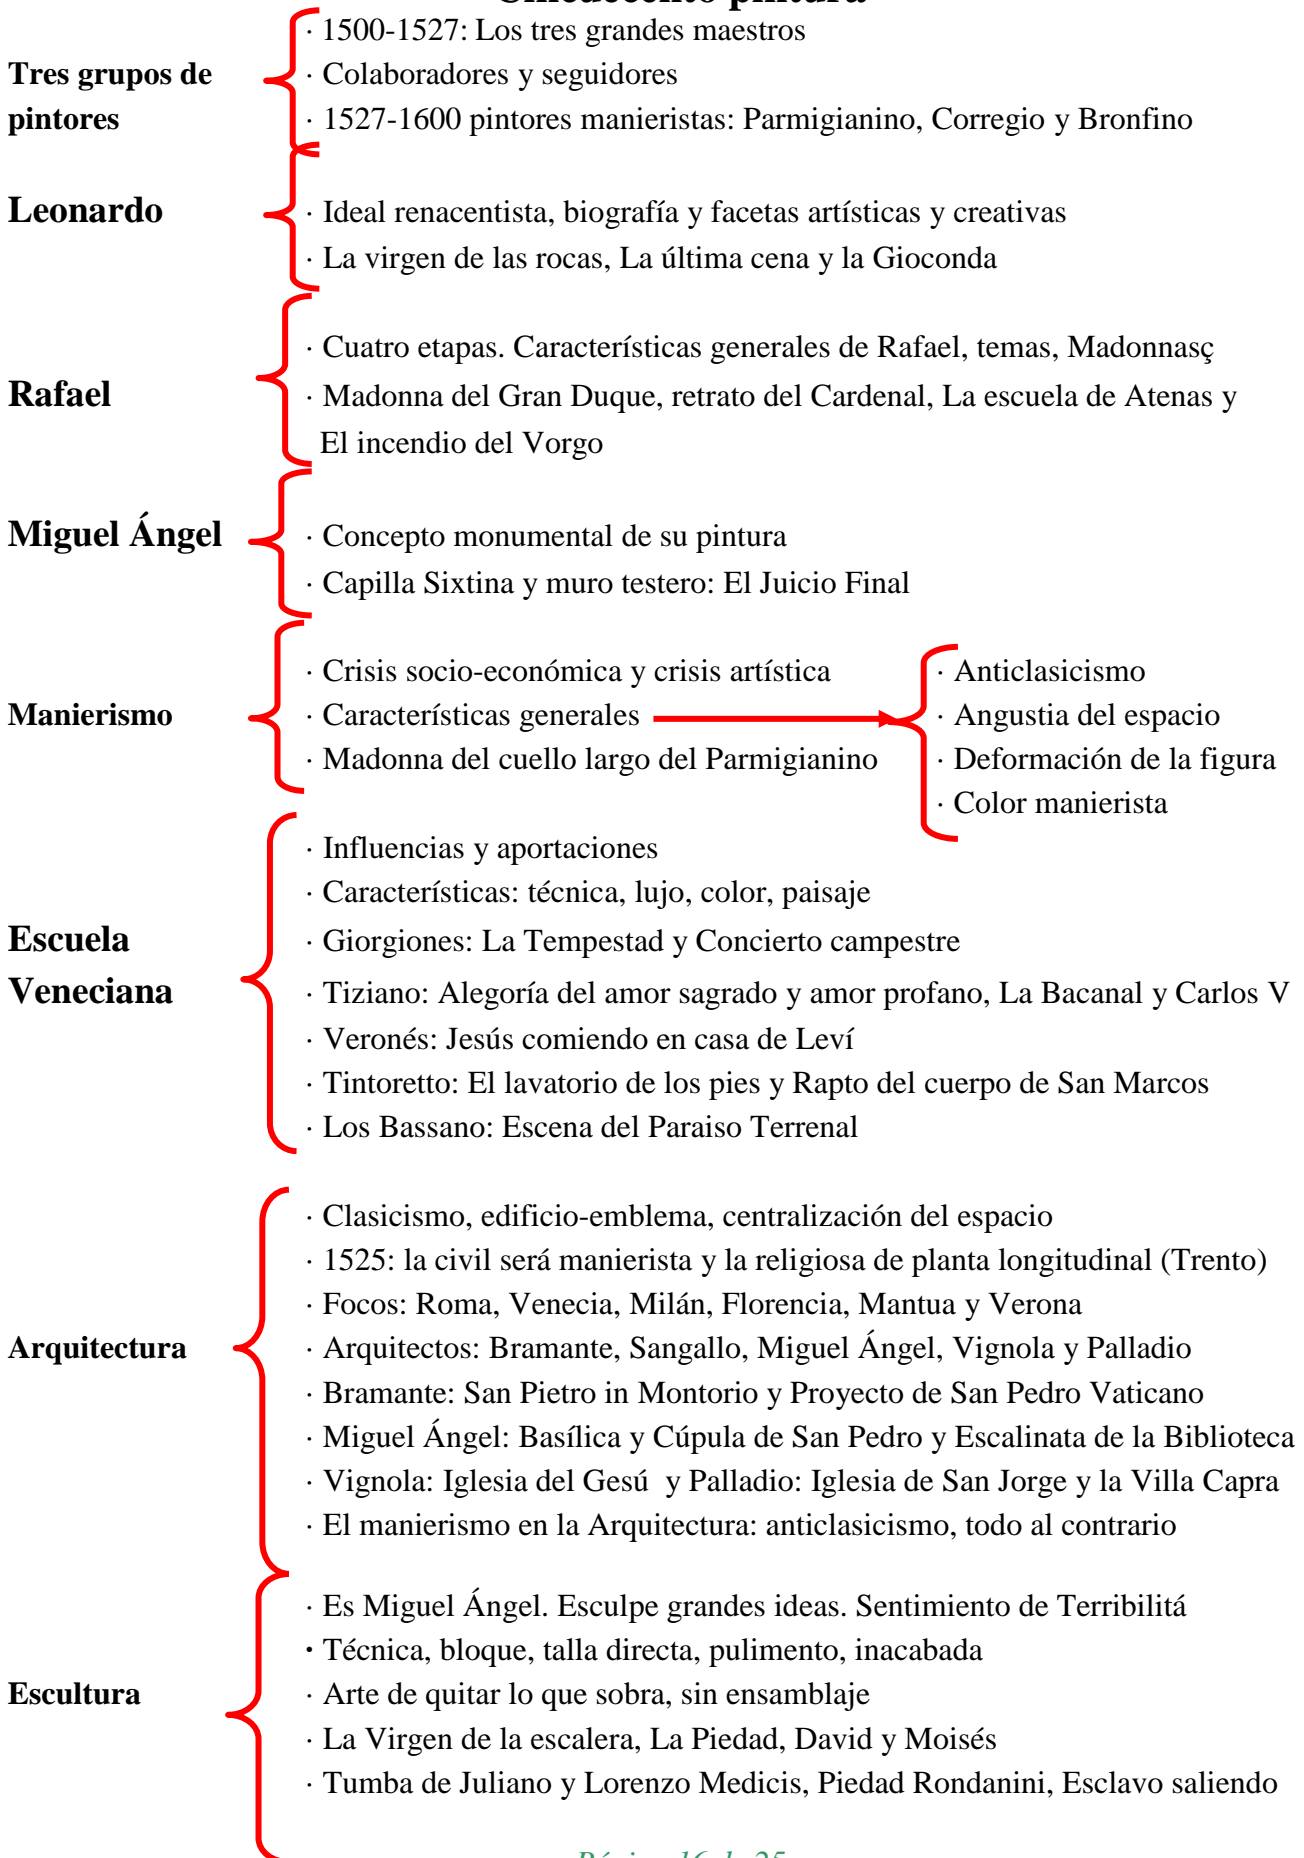 Cincuecento pintura
· 1500-1527: Los tres grandes maestros
Tres grupos de
pintores
· Colaboradores y seguidores
· 1527-1600 pintores manieristas: Parmigianino, Corregio y Bronfino
Leonardo
· Ideal renacentista, biografía y facetas artísticas y creativas
· La virgen de las rocas, La última cena y la Gioconda
Rafael
· Cuatro etapas. Características generales de Rafael, temas, Madonnasç
· Madonna del Gran Duque, retrato del Cardenal, La escuela de Atenas y
El incendio del Vorgo
Miguel Ángel
· Concepto monumental de su pintura
· Capilla Sixtina y muro testero: El Juicio Final
Manierismo
· Crisis socio-económica y crisis artística
· Características generales
· Madonna del cuello largo del Parmigianino
· Anticlasicismo
· Angustia del espacio
· Deformación de la figura
· Color manierista
Escuela
Veneciana
· Influencias y aportaciones
· Características: técnica, lujo, color, paisaje
· Giorgiones: La Tempestad y Concierto campestre
· Tiziano: Alegoría del amor sagrado y amor profano, La Bacanal y Carlos V
· Veronés: Jesús comiendo en casa de Leví
· Tintoretto: El lavatorio de los pies y Rapto del cuerpo de San Marcos
· Los Bassano: Escena del Paraiso Terrenal
Arquitectura
· Clasicismo, edificio-emblema, centralización del espacio
· 1525: la civil será manierista y la religiosa de planta longitudinal (Trento)
· Focos: Roma, Venecia, Milán, Florencia, Mantua y Verona
· Arquitectos: Bramante, Sangallo, Miguel Ángel, Vignola y Palladio
· Bramante: San Pietro in Montorio y Proyecto de San Pedro Vaticano
· Miguel Ángel: Basílica y Cúpula de San Pedro y Escalinata de la Biblioteca
· Vignola: Iglesia del Gesú y Palladio: Iglesia de San Jorge y la Villa Capra
· El manierismo en la Arquitectura: anticlasicismo, todo al contrario
Escultura
· Es Miguel Ángel. Esculpe grandes ideas. Sentimiento de Terribilitá
· Técnica, bloque, talla directa, pulimento, inacabada
· Arte de quitar lo que sobra, sin ensamblaje
· La Virgen de la escalera, La Piedad, David y Moisés
· Tumba de Juliano y Lorenzo Medicis, Piedad Rondanini, Esclavo saliendo
Página 16 de 25